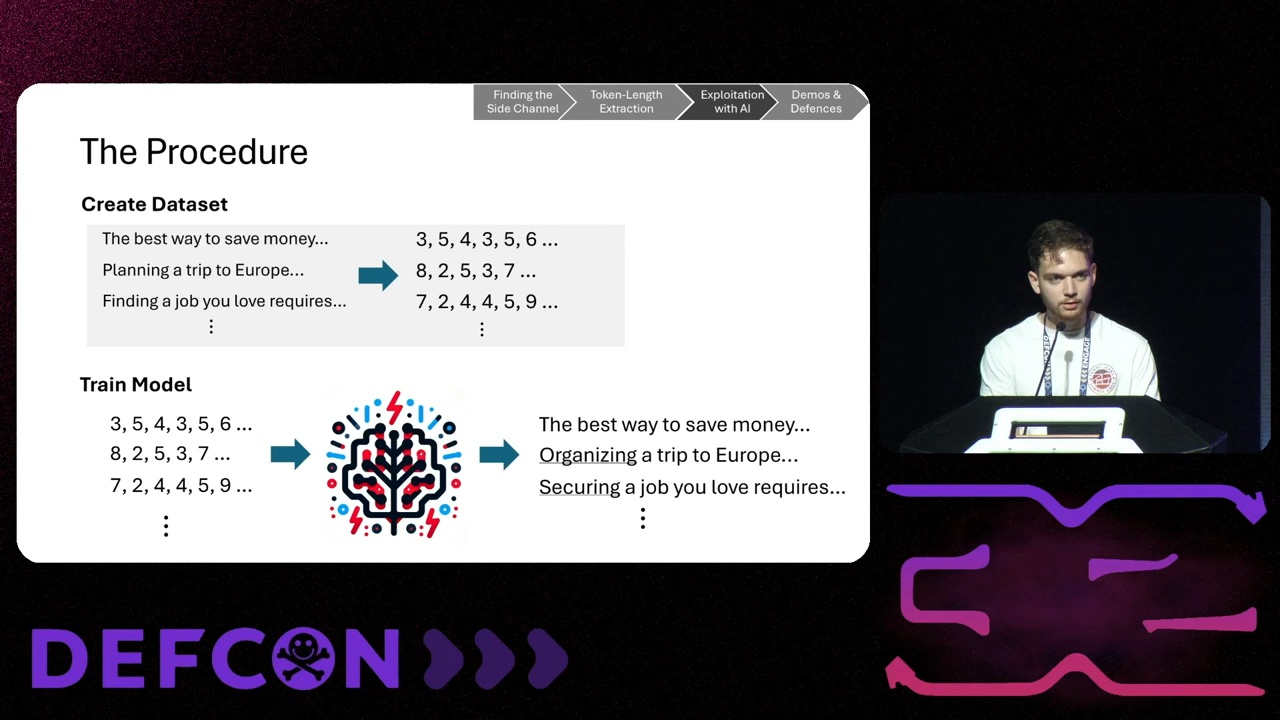 Finding the
Side Channel
Token-Length
Extraction
Exploitation
with AI
Demos &
Defences
The Procedure
Create Dataset
The best way to save money...
3, 5, 4, 3, 5, 6 ...
Planning a trip to Europe...
8, 2, 5, 3, 7 ...
Finding a job you love requires...
7, 2, 4, 4, 5, 9 ...
Train Model
3, 5, 4, 3, 5, 6 ...
The best way to save money...
8, 2, 5, 3, 7 ...
Organizing a trip to Europe...
7, 2, 4, 4, 5, 9 ...
Securing a job you love requires...
DEFCON